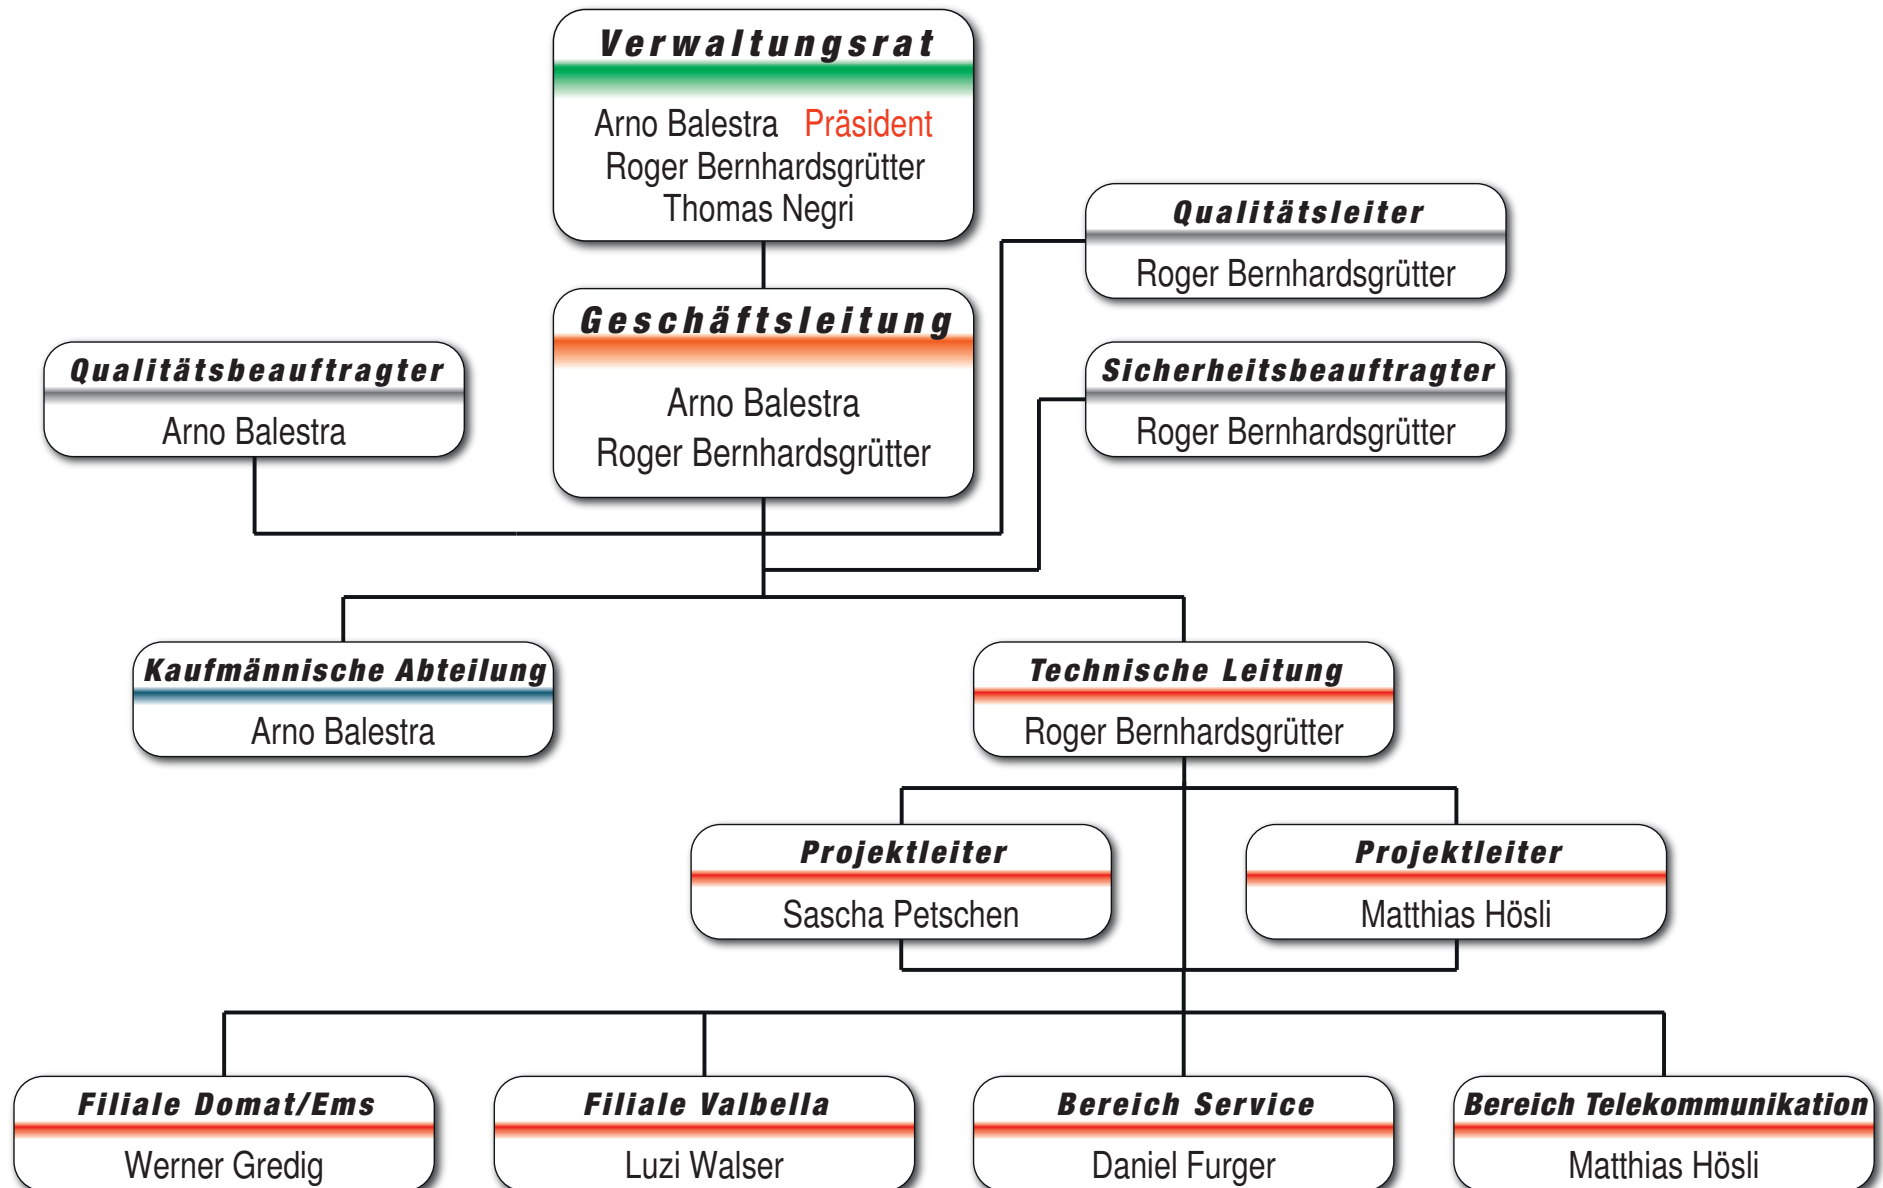 Verwaltungsrat
Arno Balestra Präsident
Roger Bernhardsgrütter
Thomas Negri
Qualitätsleiter
Roger Bernhardsgrütter
Geschäftsleitung
Arno Balestra
Roger Bernhardsgrütter
Qualitätsbeauftragter
Arno Balestra
Sicherheitsbeauftragter
Roger Bernhardsgrütter
Kaufmännische Abteilung
Arno Balestra
Technische Leitung
Roger Bernhardsgrütter
Projektleiter
Sascha Petschen
Projektleiter
Matthias Hösli
Filiale Domat/Ems
Werner Gredig
Filiale Valbella
Luzi Walser
Bereich Service
Daniel Furger
Bereich Telekommunikation
Matthias Hösli